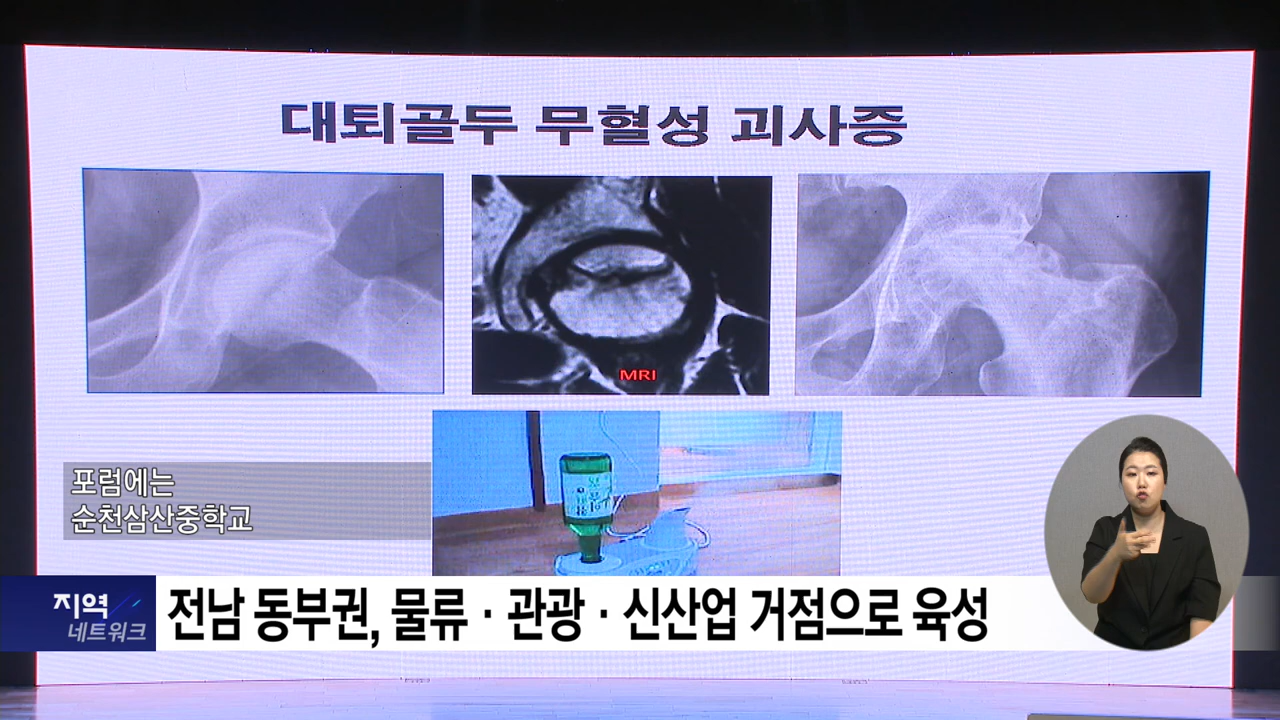 대퇴골두 무혈성 괴사증
MRI
포럼에는
순천삼산중학교
지역
네트워크
전남 동부권, 물류·관광·신산업 거점으로 육성